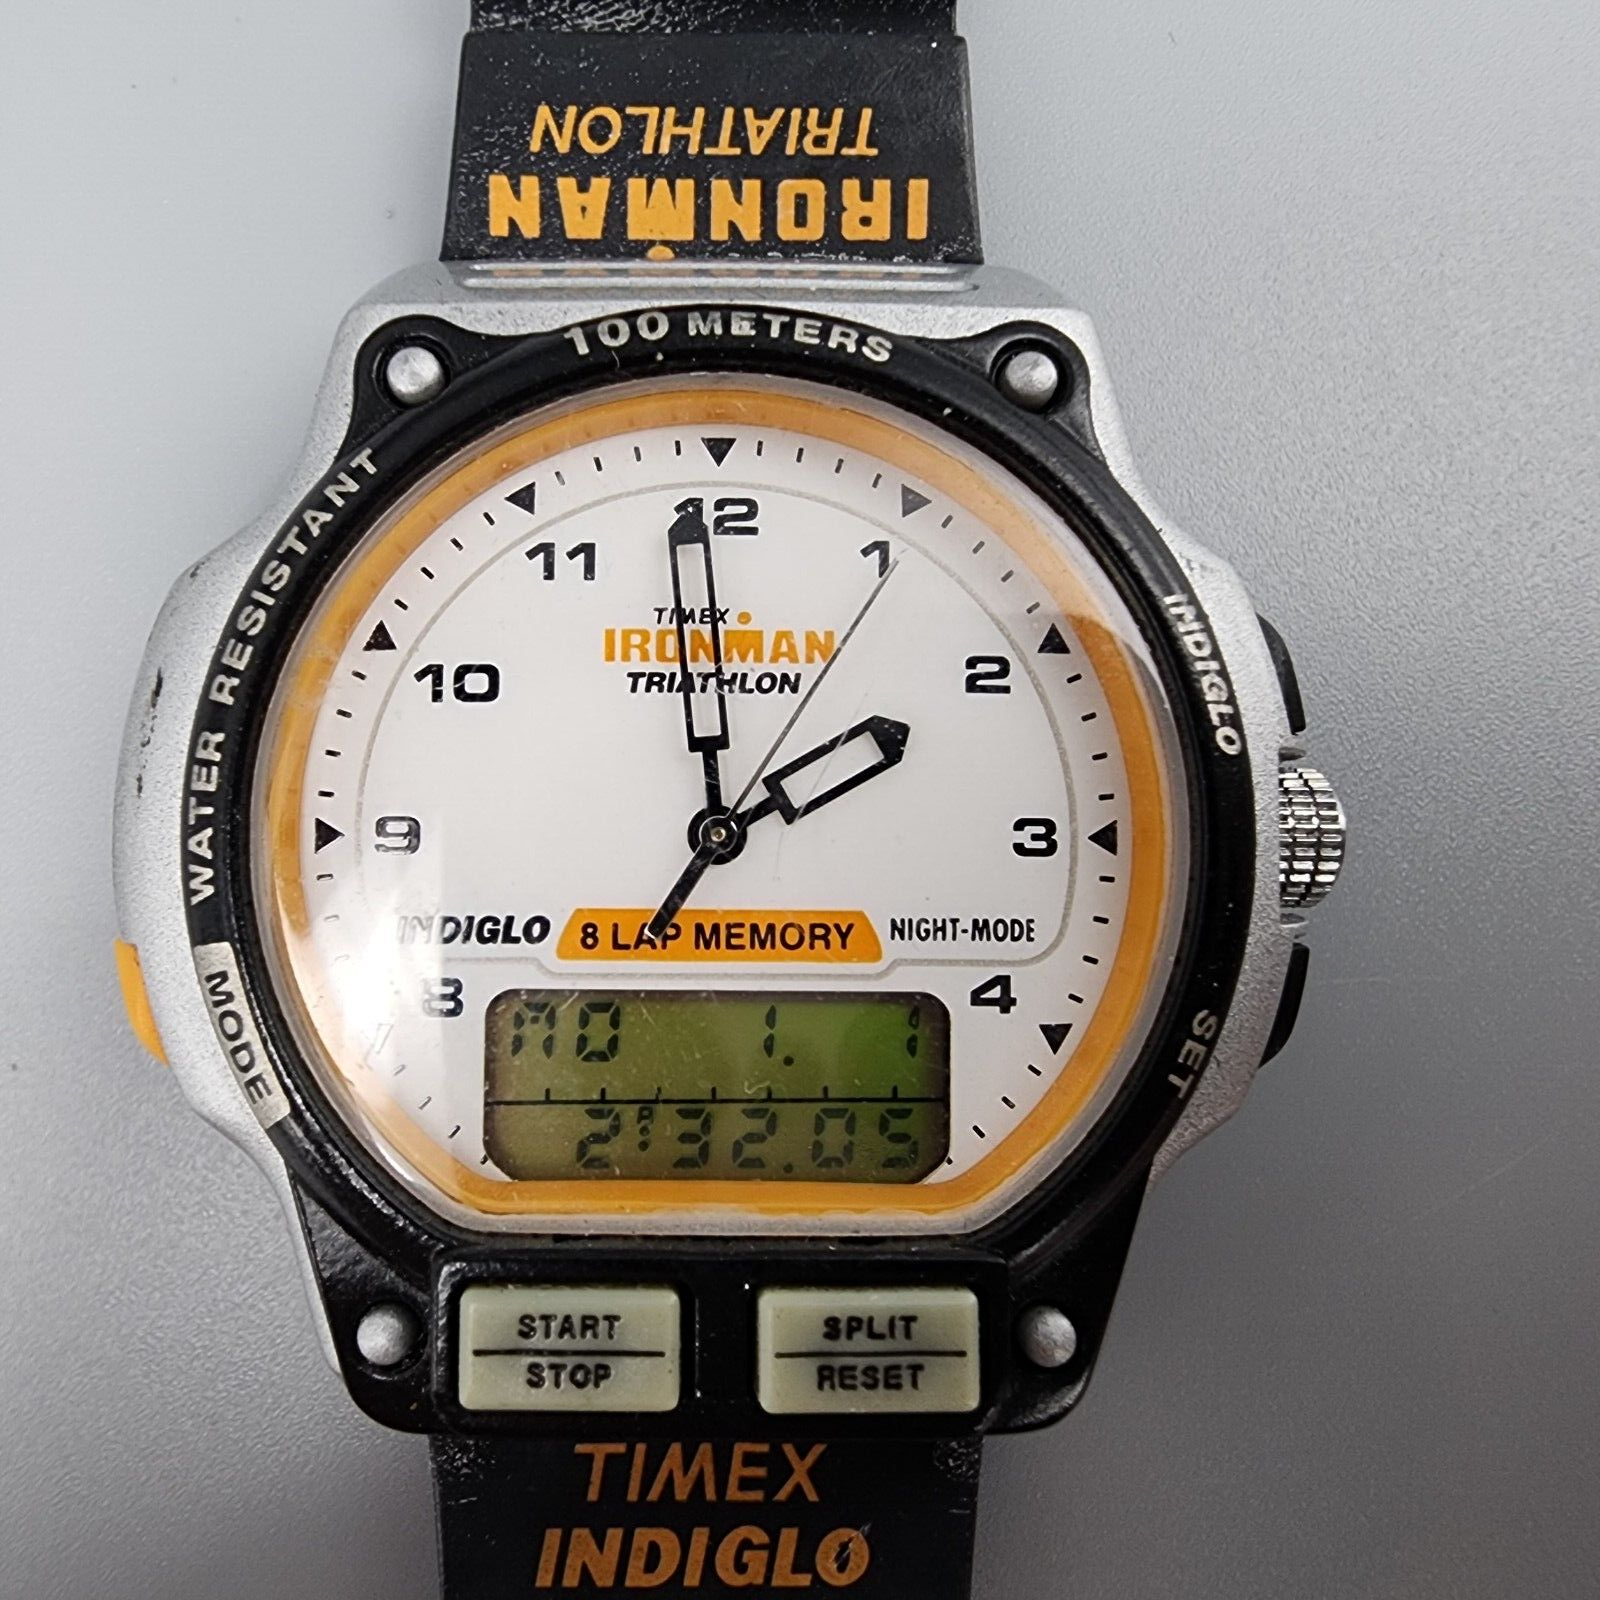 IRONMAN
TRIATHLON
100 METERS
WATER RESISTANT
INDIGLO
MODE
SET
12
11
1
TIMEX
IRONMAN
TRIATHLON
10
2
9
3
INDIGLO
8 LAP MEMORY
NIGHT-MODE
8
4
MO 1. 1
2:32.05
START
STOP
SPLIT
RESET
TIMEX
INDIGLO